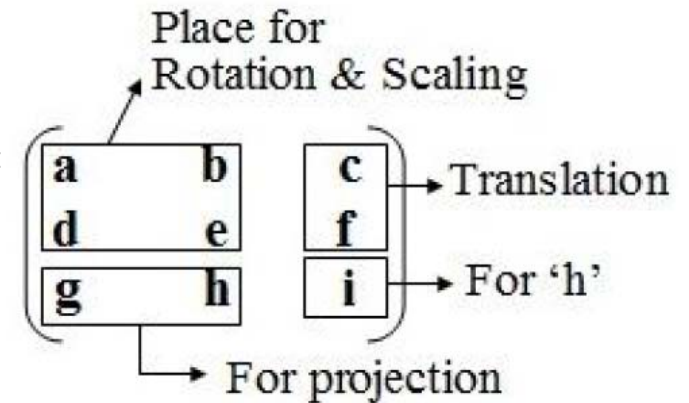 Place for
Rotation & Scaling
a b c
Translation
d e f
g h i
For ‘h’
For projection